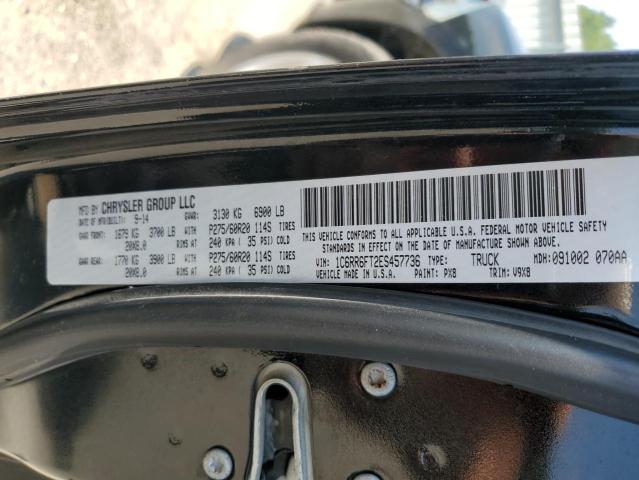 MFD BY CHRYSLER GROUP LLC
DATE OF MFR(BUILT): 9-14 GVWR: 3130 KG 6900 LB
GAWR FRONT: 1679 KG 3700 LB WITH P275/60R20 114S TIRES
20X8.0 RIMS AT 240 KPA ( 35 PSI) COLD
GAWR REAR: 1770 KG 3900 LB WITH P275/60R20 114S TIRES
20X8.0 RIMS AT 240 KPA ( 35 PSI) COLD
THIS VEHICLE CONFORMS TO ALL APPLICABLE U.S.A. FEDERAL MOTOR VEHICLE SAFETY
STANDARDS IN EFFECT ON THE DATE OF MANUFACTURE SHOWN ABOVE.
VIN: 1C6RR6FT2ES457736 TYPE: TRUCK MDH: 091002 070AA
VEHICLE MADE IN U.S.A. PAINT: PX8 TRIM: V9X8